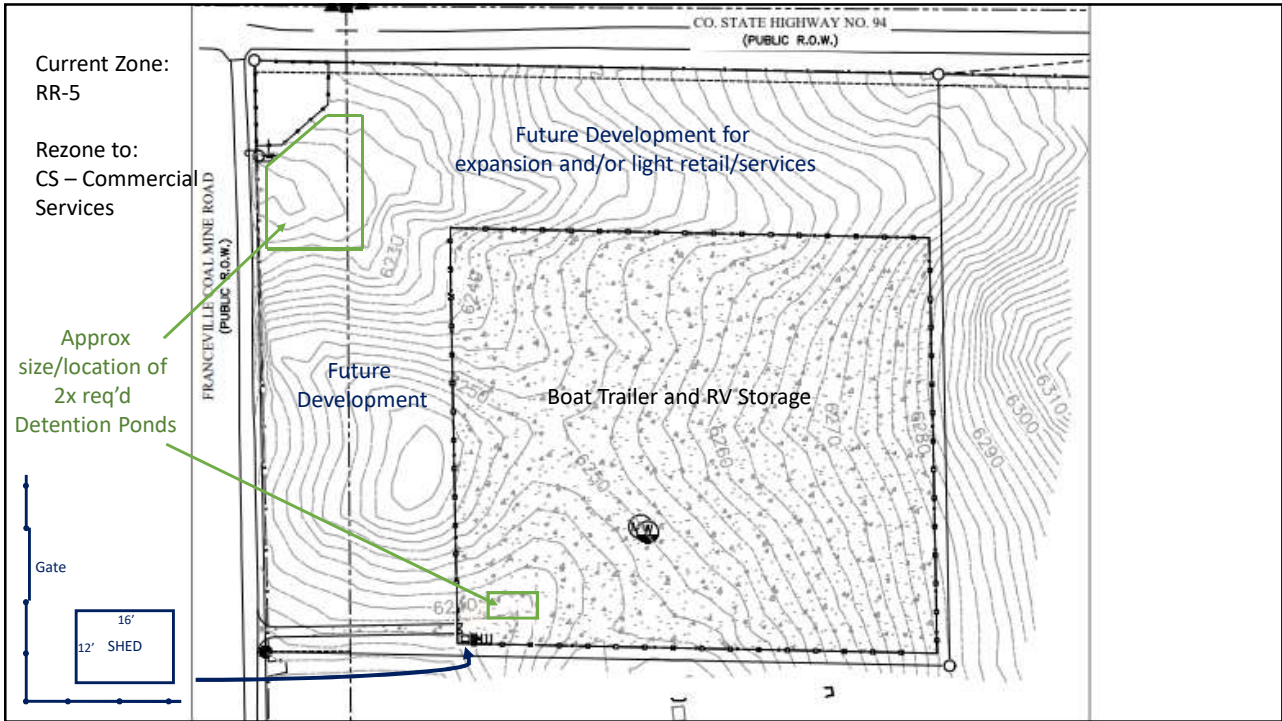 CO. STATE HIGHWAY NO. 94
(PUBLIC R.O.W.)
Current Zone:
RR-5
Rezone to:
CS – Commercial
Services
Future Development for
expansion and/or light retail/services
FRANCEVILLE COAL MINE ROAD
(PUBLIC R.O.W.)
6230
6240
Approx
size/location of
2x req'd
Detention Ponds
Future
Development
6250
Boat Trailer and RV Storage
6260
6270
6280
6290
6300
6310
6250
W
Gate
16'
12' SHED